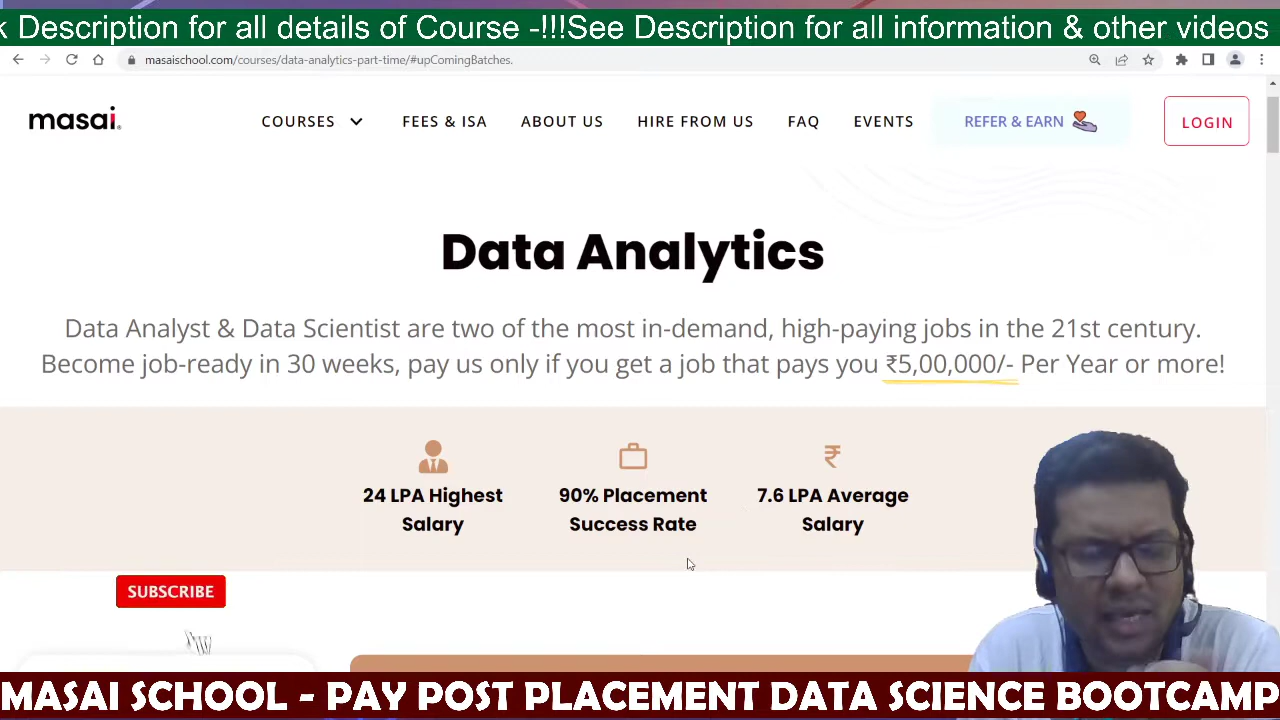 k Description for all details of Course -!!!See Description for all information & other videos
masaischool.com/courses/data-analytics-part-time/#upComingBatches.
masai.
COURSES FEES & ISA ABOUT US HIRE FROM US FAQ EVENTS REFER & EARN LOGIN
Data Analytics
Data Analyst & Data Scientist are two of the most in-demand, high-paying jobs in the 21st century.
Become job-ready in 30 weeks, pay us only if you get a job that pays you ₹5,00,000/- Per Year or more!
₹
24 LPA Highest
Salary
90% Placement
Success Rate
7.6 LPA Average
Salary
SUBSCRIBE
MASAI SCHOOL - PAY POST PLACEMENT DATA SCIENCE BOOTCAMP